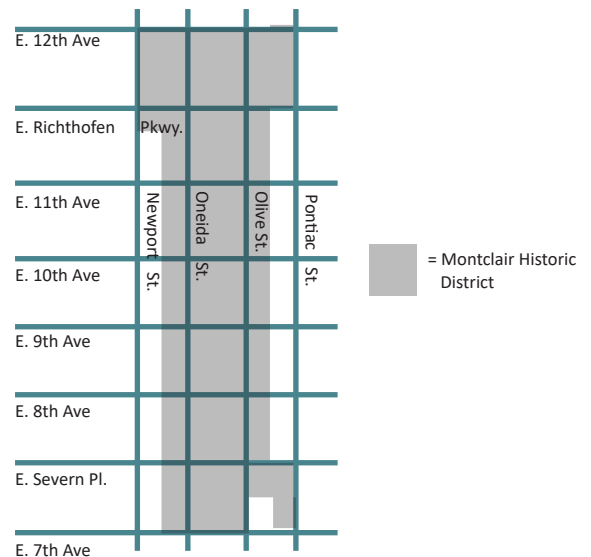 E. 12th Ave
E. Richthofen Pkwy.
E. 11th Ave
Newport St.
Oneida St.
Olive St.
Pontiac St.
E. 10th Ave
E. 9th Ave
E. 8th Ave
E. Severn Pl.
E. 7th Ave
= Montclair Historic
District